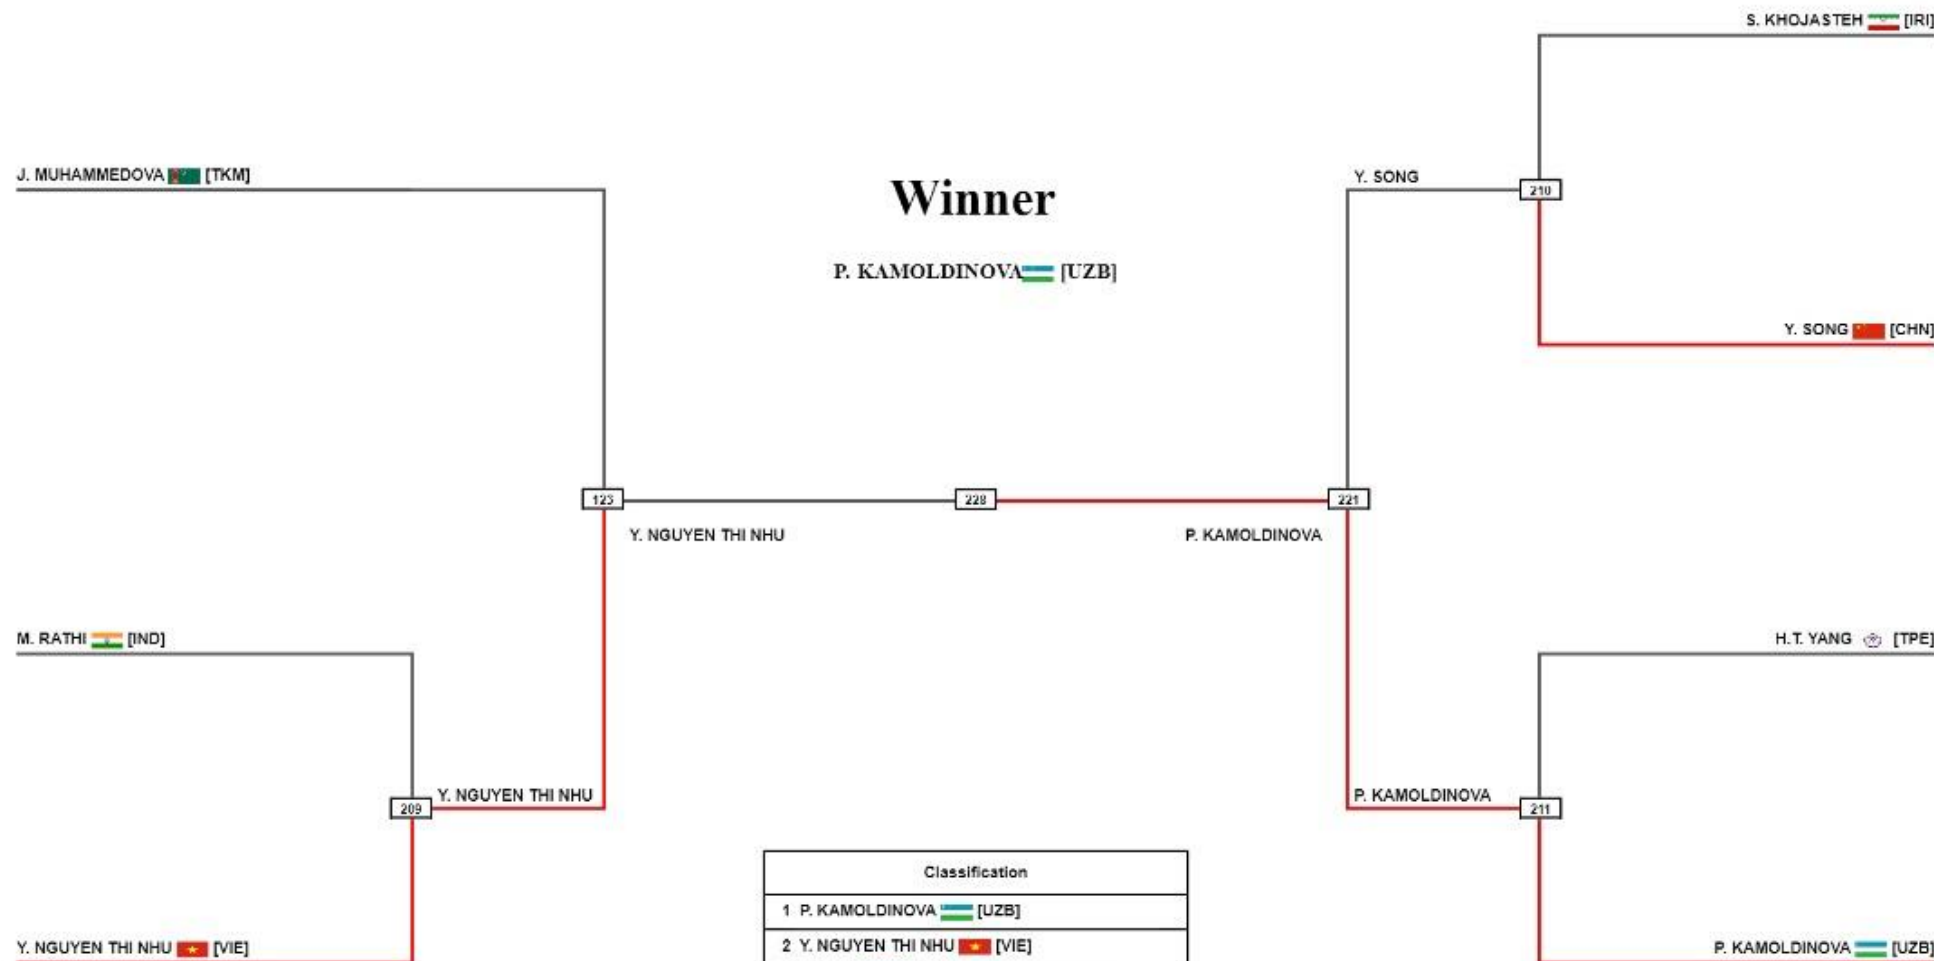 S. KHOJASTEH [IRI]
J. MUHAMMEDOVA [TKM]
Winner
Y. SONG
210
P. KAMOLDINOVA [UZB]
Y. SONG [CHN]
123
228
221
Y. NGUYEN THI NHU
P. KAMOLDINOVA
M. RATHI [IND]
H.T. YANG [TPE]
Y. NGUYEN THI NHU
P. KAMOLDINOVA
209
211
Classification
1 P. KAMOLDINOVA [UZB]
2 Y. NGUYEN THI NHU [VIE]
Y. NGUYEN THI NHU [VIE]
P. KAMOLDINOVA [UZB]